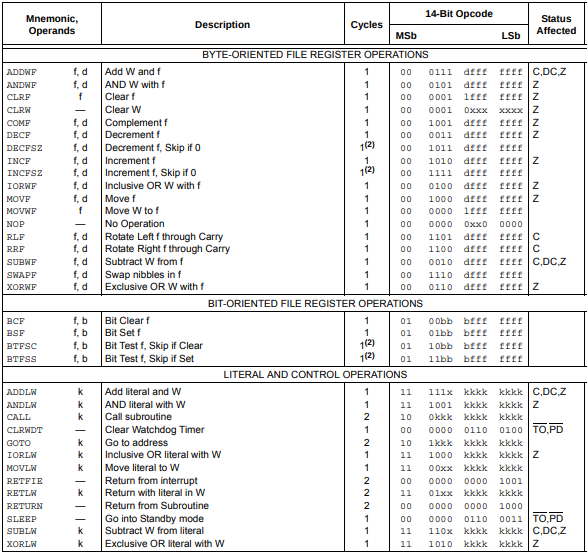 Mnemonic, Operands Description Cycles 14-Bit Opcode Status Affected
MSb LSb
BYTE-ORIENTED FILE REGISTER OPERATIONS
ADDWF f, d Add W and f 1 00 0111 dfff ffff C,DC,Z
ANDWF f, d AND W with f 1 00 0101 dfff ffff Z
CLRF f Clear f 1 00 0001 lfff ffff Z
CLRW — Clear W 1 00 0001 0xxx xxxx Z
COMF f, d Complement f 1 00 1001 dfff ffff Z
DECF f, d Decrement f 1 00 0011 dfff ffff Z
DECFSZ f, d Decrement f, Skip if 0 1(2) 00 1011 dfff ffff
INCF f, d Increment f 1 00 1010 dfff ffff Z
INCFSZ f, d Increment f, Skip if 0 1(2) 00 1111 dfff ffff
IORWF f, d Inclusive OR W with f 1 00 0100 dfff ffff Z
MOVF f, d Move f 1 00 1000 dfff ffff Z
MOVWF f Move W to f 1 00 0000 lfff ffff
NOP — No Operation 1 00 0000 0xx0 0000
RLF f, d Rotate Left f through Carry 1 00 1101 dfff ffff C
RRF f, d Rotate Right f through Carry 1 00 1100 dfff ffff C
SUBWF f, d Subtract W from f 1 00 0010 dfff ffff C,DC,Z
SWAPF f, d Swap nibbles in f 1 00 1110 dfff ffff
XORWF f, d Exclusive OR W with f 1 00 0110 dfff ffff Z
BIT-ORIENTED FILE REGISTER OPERATIONS
BCF f, b Bit Clear f 1 01 00bb bfff ffff
BSF f, b Bit Set f 1 01 01bb bfff ffff
BTFSC f, b Bit Test f, Skip if Clear 1(2) 01 10bb bfff ffff
BTFSS f, b Bit Test f, Skip if Set 1(2) 01 11bb bfff ffff
LITERAL AND CONTROL OPERATIONS
ADDLW k Add literal and W 1 11 111x kkkk kkkk C,DC,Z
ANDLW k AND literal with W 1 11 1001 kkkk kkkk Z
CALL k Call subroutine 2 10 0kkk kkkk kkkk
CLRWDT — Clear Watchdog Timer 1 00 0000 0110 0100 TO,PD
GOTO k Go to address 2 10 1kkk kkkk kkkk
IORLW k Inclusive OR literal with W 1 11 1000 kkkk kkkk Z
MOVLW k Move literal to W 1 11 00xx kkkk kkkk
RETFIE — Return from interrupt 2 00 0000 0000 1001
RETLW k Return with literal in W 2 11 01xx kkkk kkkk
RETURN — Return from Subroutine 2 00 0000 0000 1000
SLEEP — Go into Standby mode 1 00 0000 0110 0011 TO,PD
SUBLW k Subtract W from literal 1 11 110x kkkk kkkk C,DC,Z
XORLW k Exclusive OR literal with W 1 11 1010 kkkk kkkk Z